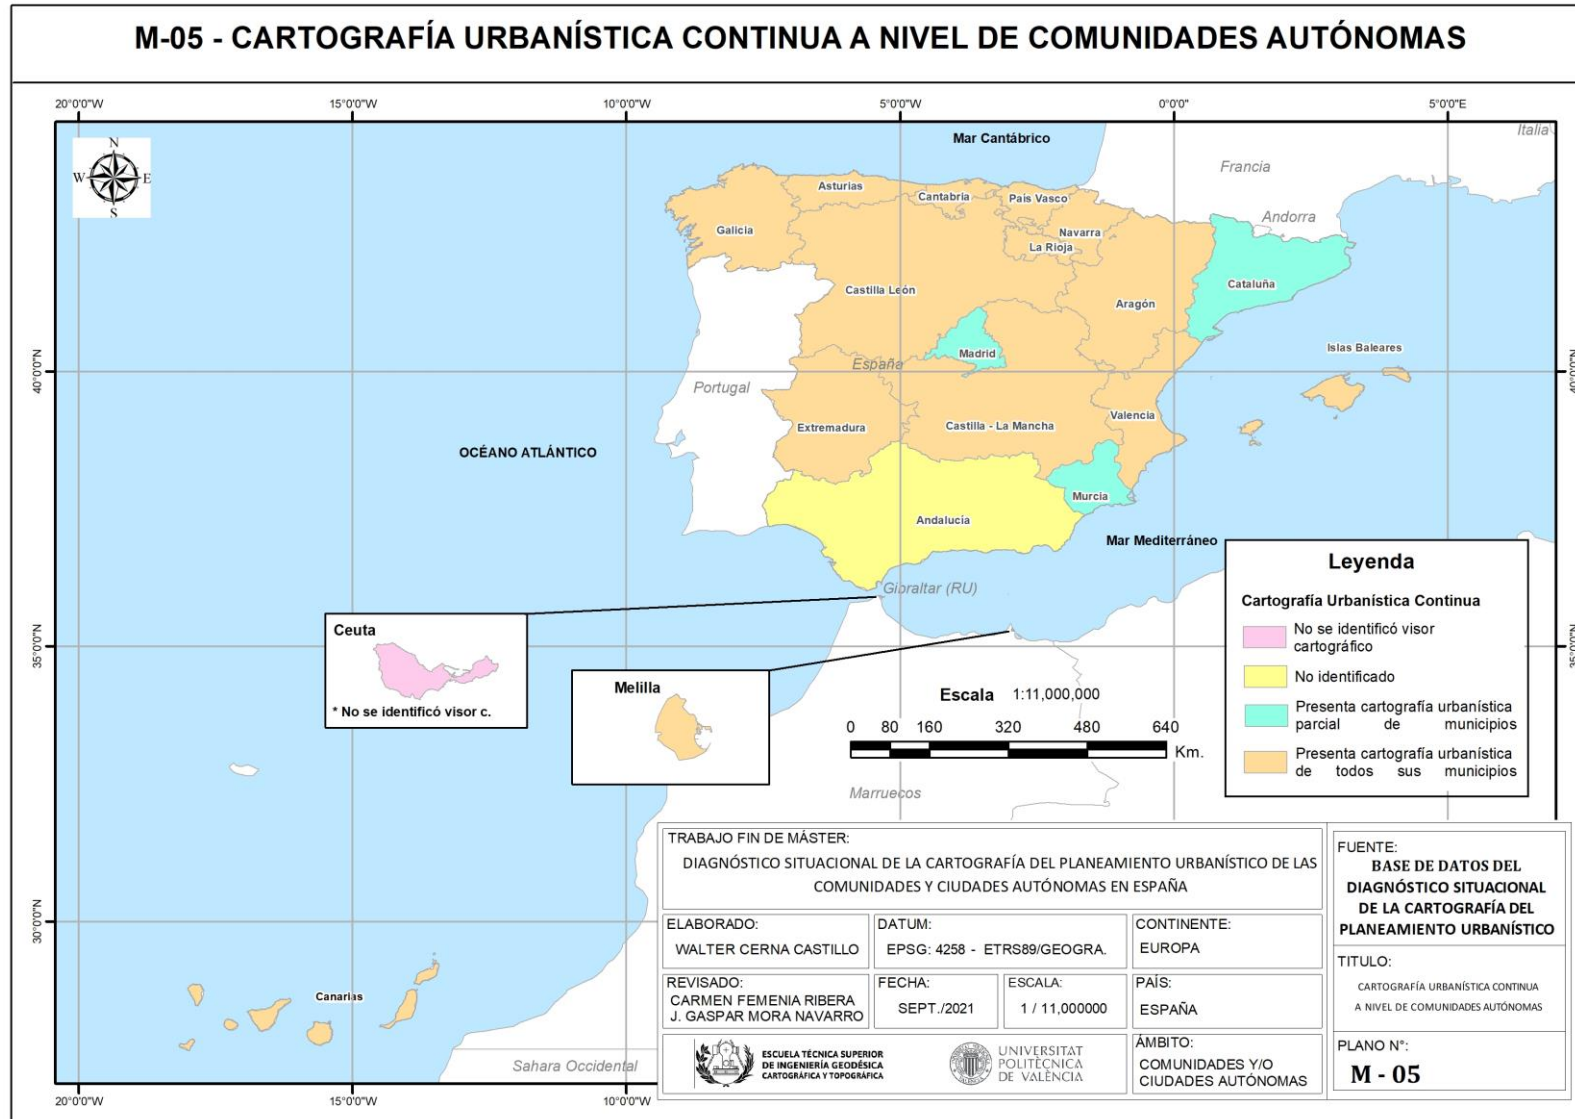 M-05 - CARTOGRAFÍA URBANÍSTICA CONTINUA A NIVEL DE COMUNIDADES AUTÓNOMAS
20°0'0"W
15°0'0"W
10°0'0"W
5°0'0"W
0°0'0"
5°0'0"E
N
W
E
S
Mar Cantábrico
Italia
Francia
Andorra
Asturias
Cantabria
País Vasco
Galicia
Navarra
La Rioja
Castilla León
Aragón
Cataluña
Madrid
Islas Baleares
40°0'0"N
40°0'0"N
España
Portugal
Extremadura
Castilla - La Mancha
Valencia
OCÉANO ATLÁNTICO
Murcia
Andalucía
Mar Mediterráneo
Gibraltar (RU)
35°0'0"N
35°0'0"N
Ceuta
* No se identificó visor c.
Melilla
Escala 1:11,000,000
0 80 160 320 480 640
Km.
Marruecos
Leyenda
Cartografía Urbanística Continua
No se identificó visor
cartográfico
No identificado
Presenta cartografía urbanística
parcial de municipios
Presenta cartografía urbanística
de todos sus municipios
30°0'0"N
Canarias
Sahara Occidental
20°0'0"W
15°0'0"W
10°0'0"W
TRABAJO FIN DE MÁSTER:
DIAGNÓSTICO SITUACIONAL DE LA CARTOGRAFÍA DEL PLANEAMIENTO URBANÍSTICO DE LAS
COMUNIDADES Y CIUDADES AUTÓNOMAS EN ESPAÑA
ELABORADO:
WALTER CERNA CASTILLO
DATUM:
EPSG: 4258 - ETRS89/GEOGRA.
CONTINENTE:
EUROPA
REVISADO:
CARMEN FEMENIA RIBERA
J. GASPAR MORA NAVARRO
FECHA:
SEPT./2021
ESCALA:
1 / 11,000000
PAÍS:
ESPAÑA
ESCUELA TÉCNICA SUPERIOR
DE INGENIERÍA GEODÉSICA
CARTOGRÁFICA Y TOPOGRÁFICA
UNIVERSITAT
POLITÈCNICA
DE VALÈNCIA
ÁMBITO:
COMUNIDADES Y/O
CIUDADES AUTÓNOMAS
FUENTE:
BASE DE DATOS DEL
DIAGNÓSTICO SITUACIONAL
DE LA CARTOGRAFÍA DEL
PLANEAMIENTO URBANÍSTICO
TITULO:
CARTOGRAFÍA URBANÍSTICA CONTINUA
A NIVEL DE COMUNIDADES AUTÓNOMAS
PLANO N°:
M - 05